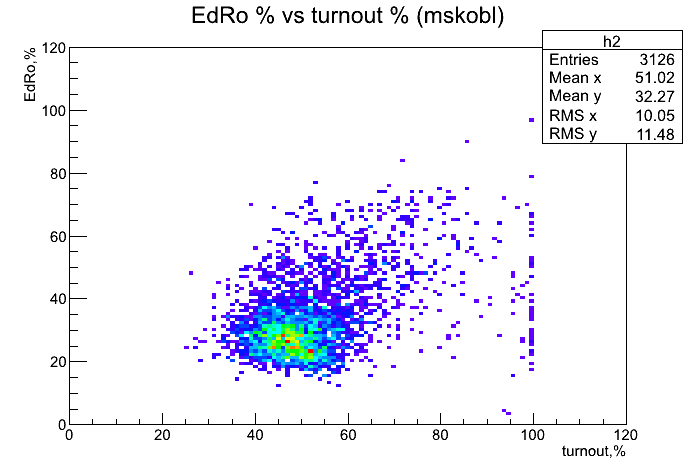 EdRo % vs turnout % (mskobl)
h2
Entries 3126
Mean x 51.02
Mean y 32.27
RMS x 10.05
RMS y 11.48
EdRo,%
120
100
80
60
40
20
0
0 20 40 60 80 100 120
turnout,%